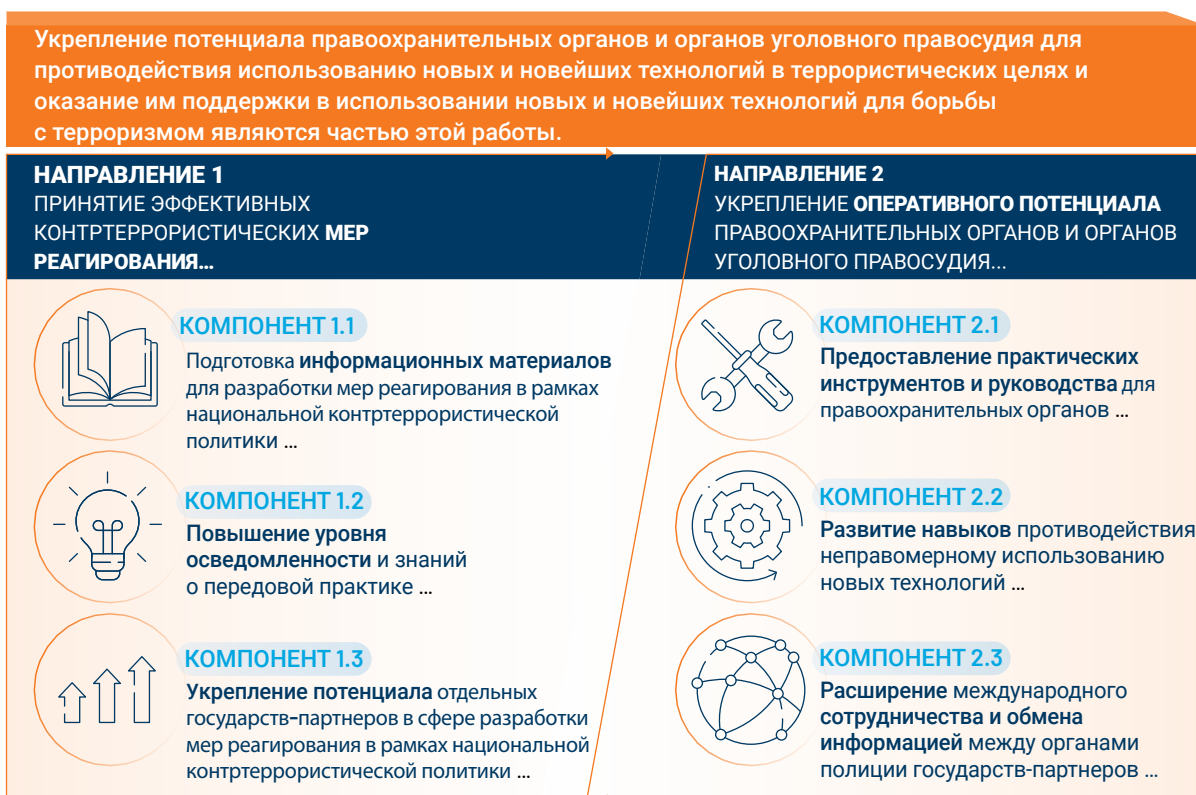 Укрепление потенциала правоохранительных органов и органов уголовного правосудия для
противодействия использованию новых и новейших технологий в террористических целях и
оказание им поддержки в использовании новых и новейших технологий для борьбы
с терроризмом являются частью этой работы.
НАПРАВЛЕНИЕ 1
ПРИНЯТИЕ ЭФФЕКТИВНЫХ
КОНТРТЕРРОРИСТИЧЕСКИХ МЕР
РЕАГИРОВАНИЯ...
КОМПОНЕНТ 1.1
Подготовка информационных материалов
для разработки мер реагирования в рамках
национальной контртеррористической
политики ...
КОМПОНЕНТ 1.2
Повышение уровня
осведомленности и знаний
о передовой практике ...
КОМПОНЕНТ 1.3
Укрепление потенциала отдельных
государств-партнеров в сфере разработки
мер реагирования в рамках национальной
контртеррористической политики ...
НАПРАВЛЕНИЕ 2
УКРЕПЛЕНИЕ ОПЕРАТИВНОГО ПОТЕНЦИАЛА
ПРАВООХРАНИТЕЛЬНЫХ ОРГАНОВ И ОРГАНОВ
УГОЛОВНОГО ПРАВОСУДИЯ...
КОМПОНЕНТ 2.1
Предоставление практических
инструментов и руководства для
правоохранительных органов ...
КОМПОНЕНТ 2.2
Развитие навыков противодействия
неправомерному использованию
новых технологий ...
КОМПОНЕНТ 2.3
Расширение международного
сотрудничества и обмена
информацией между органами
полиции государств-партнеров ...